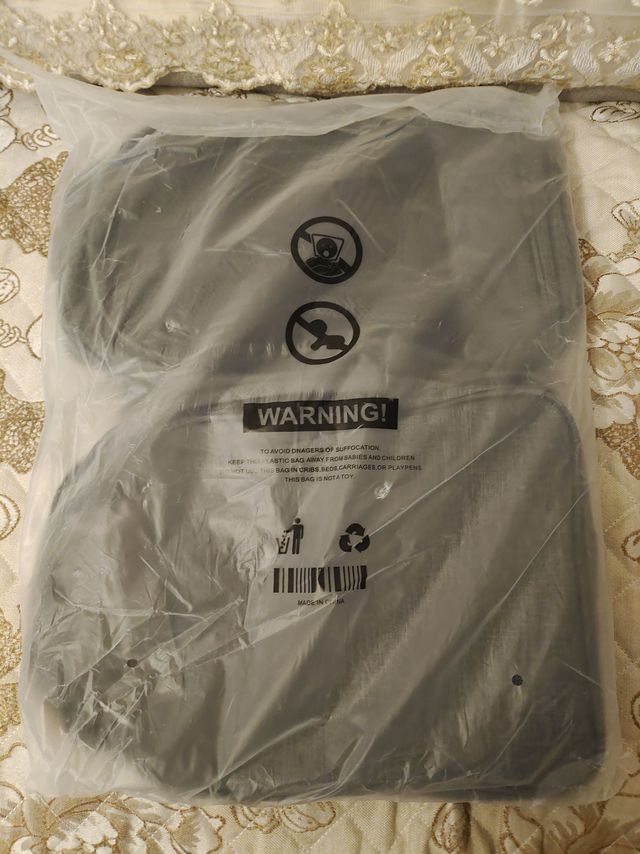 WARNING!
TO AVOID DNAGERS OF SUFFOCATION,
KEEP THIS PLASTIC BAG AWAY FROM BABIES AND CHILDREN
NOT USE THIS BAG IN CRIBS, BEDS, CARRIAGES, OR PLAYPENS.
THIS BAG IS NOT A TOY.
MADE IN CHINA